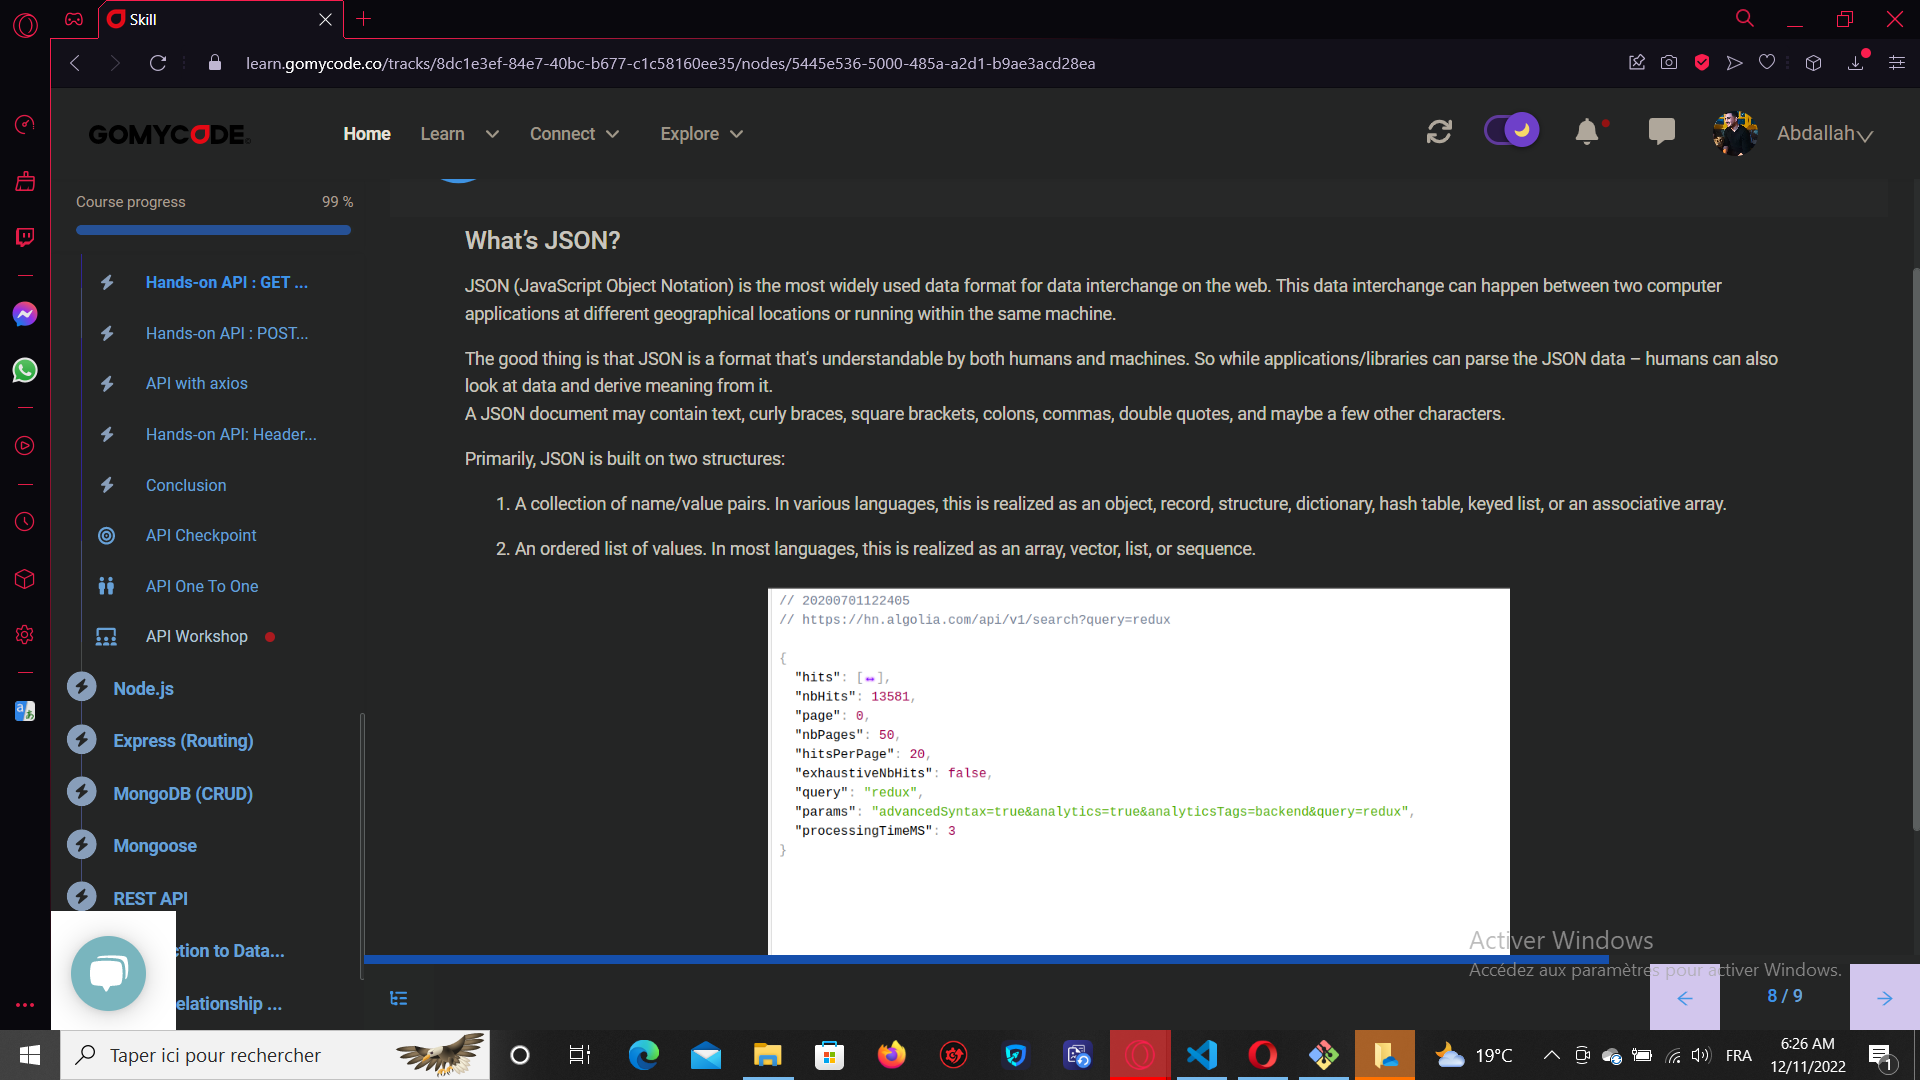 Skill
learn.gomycode.co/tracks/8dc1e3ef-84e7-40bc-b677-c1c58160ee35/nodes/5445e536-5000-485a-a2d1-b9ae3acd28ea
GOMYCODE
Home Learn Connect Explore
Abdallah
Course progress 99 %
Hands-on API : GET ...
Hands-on API : POST...
API with axios
Hands-on API: Header...
Conclusion
API Checkpoint
API One To One
API Workshop
Node.js
Express (Routing)
MongoDB (CRUD)
Mongoose
REST API
ction to Data...
elationship ...
What’s JSON?
JSON (JavaScript Object Notation) is the most widely used data format for data interchange on the web. This data interchange can happen between two computer
applications at different geographical locations or running within the same machine.
The good thing is that JSON is a format that's understandable by both humans and machines. So while applications/libraries can parse the JSON data – humans can also
look at data and derive meaning from it.
A JSON document may contain text, curly braces, square brackets, colons, commas, double quotes, and maybe a few other characters.
Primarily, JSON is built on two structures:
1. A collection of name/value pairs. In various languages, this is realized as an object, record, structure, dictionary, hash table, keyed list, or an associative array.
2. An ordered list of values. In most languages, this is realized as an array, vector, list, or sequence.
// 20200701122405
// https://hn.algolia.com/api/v1/search?query=redux
{
"hits": [↔],
"nbHits": 13581,
"page": 0,
"nbPages": 50,
"hitsPerPage": 20,
"exhaustiveNbHits": false,
"query": "redux",
"params": "advancedSyntax=true&analytics=true&analyticsTags=backend&query=redux",
"processingTimeMS": 3
}
Activer Windows
Accédez aux paramètres pour activer Windows.
8 / 9
Taper ici pour rechercher
19°C
FRA
6:26 AM
12/11/2022
1